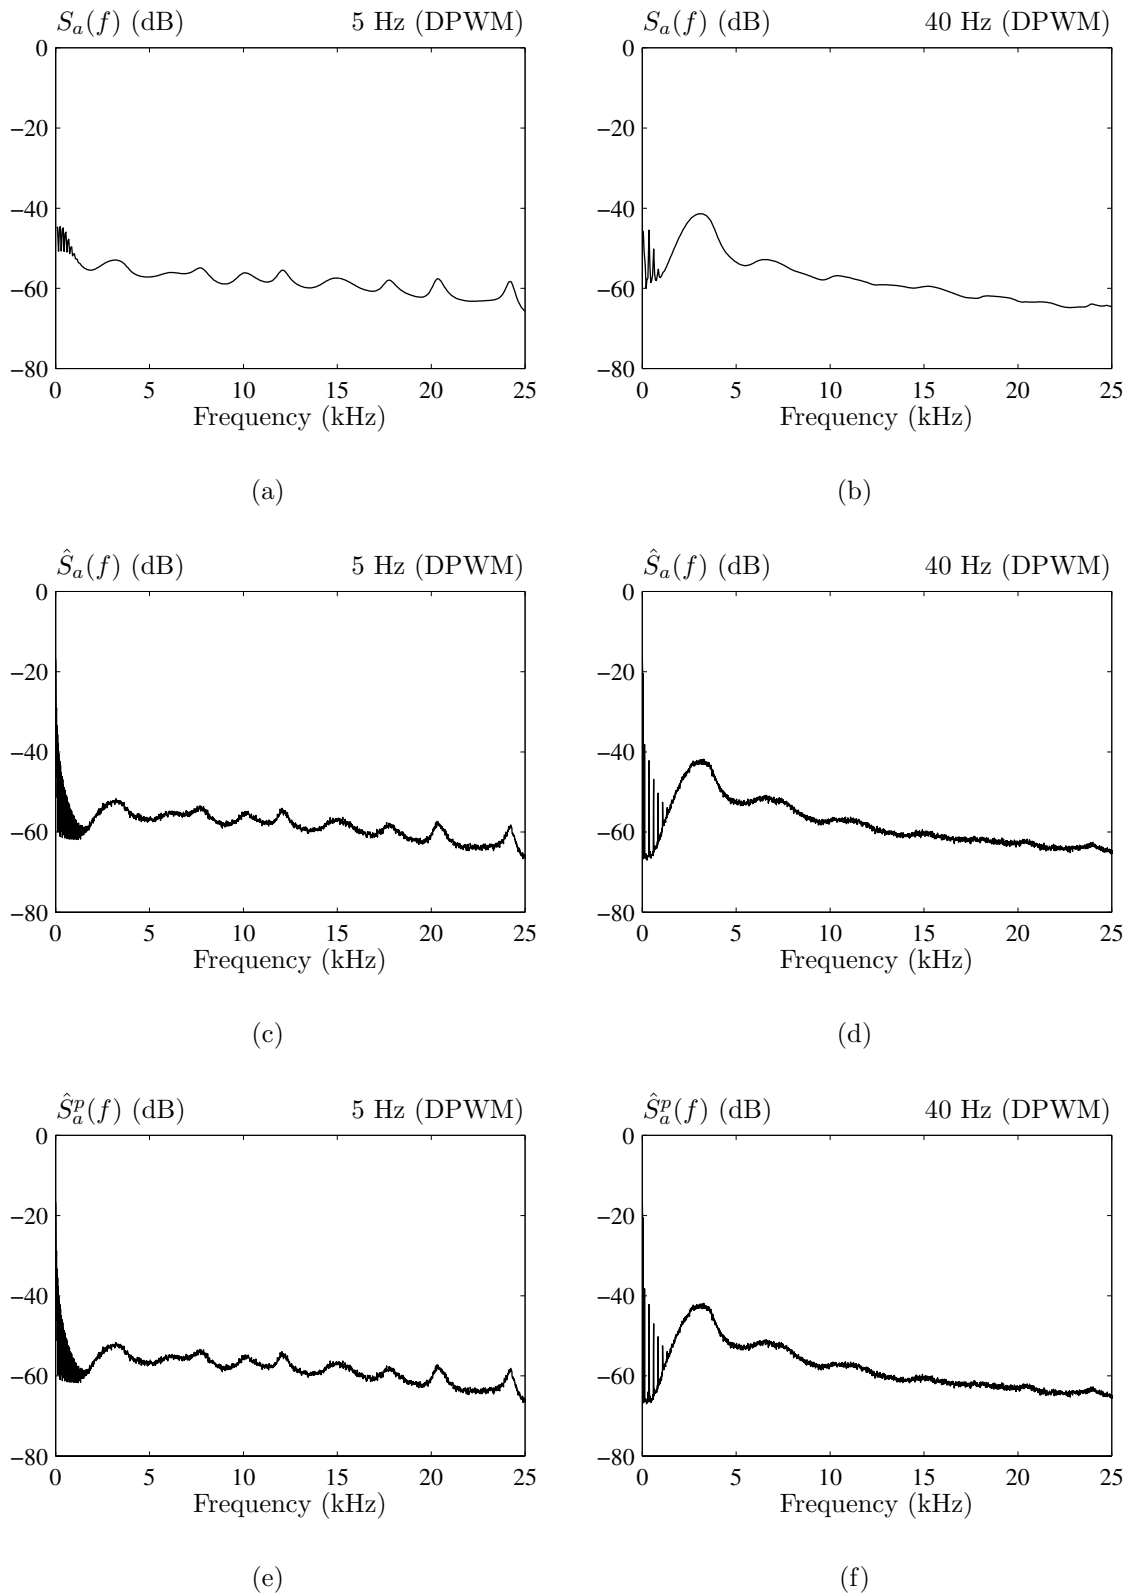 S_a(f) (dB) 5 Hz (DPWM)
0
−20
−40
−60
−80
0 5 10 15 20 25
Frequency (kHz)
(a)
S_a(f) (dB) 40 Hz (DPWM)
0
−20
−40
−60
−80
0 5 10 15 20 25
Frequency (kHz)
(b)
Ŝ_a(f) (dB) 5 Hz (DPWM)
0
−20
−40
−60
−80
0 5 10 15 20 25
Frequency (kHz)
(c)
Ŝ_a(f) (dB) 40 Hz (DPWM)
0
−20
−40
−60
−80
0 5 10 15 20 25
Frequency (kHz)
(d)
Ŝ_a^p(f) (dB) 5 Hz (DPWM)
0
−20
−40
−60
−80
0 5 10 15 20 25
Frequency (kHz)
(e)
Ŝ_a^p(f) (dB) 40 Hz (DPWM)
0
−20
−40
−60
−80
0 5 10 15 20 25
Frequency (kHz)
(f)